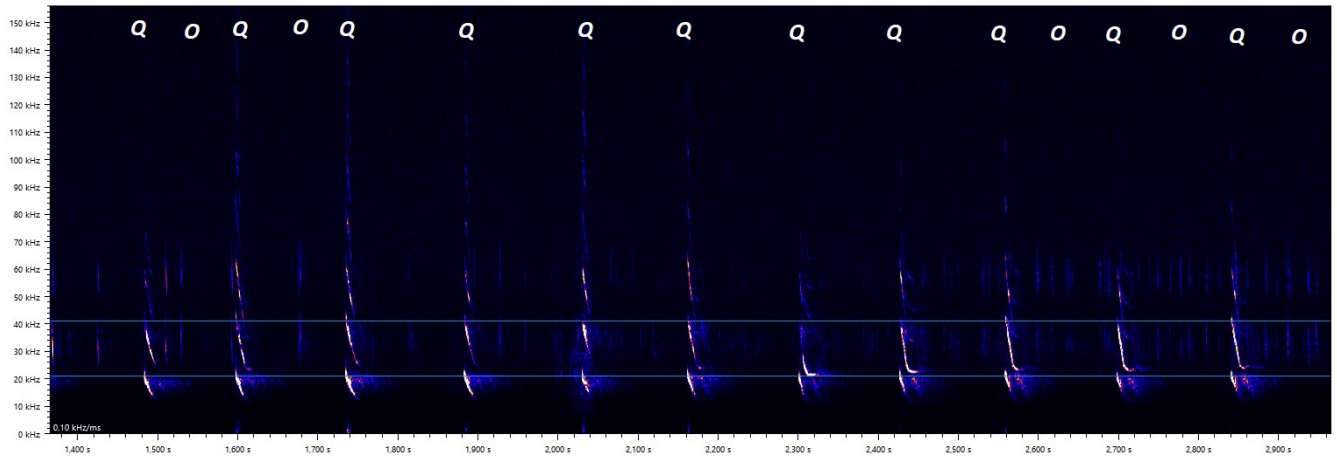 150 kHz
Q O Q O Q Q Q Q Q Q Q O Q O Q O
140 kHz
130 kHz
120 kHz
110 kHz
100 kHz
90 kHz
80 kHz
70 kHz
60 kHz
50 kHz
40 kHz
30 kHz
20 kHz
10 kHz
0 kHz
0,10 kHz/ms
1,400 s 1,500 s 1,600 s 1,700 s 1,800 s 1,900 s 2,000 s 2,100 s 2,200 s 2,300 s 2,400 s 2,500 s 2,600 s 2,700 s 2,800 s 2,900 s